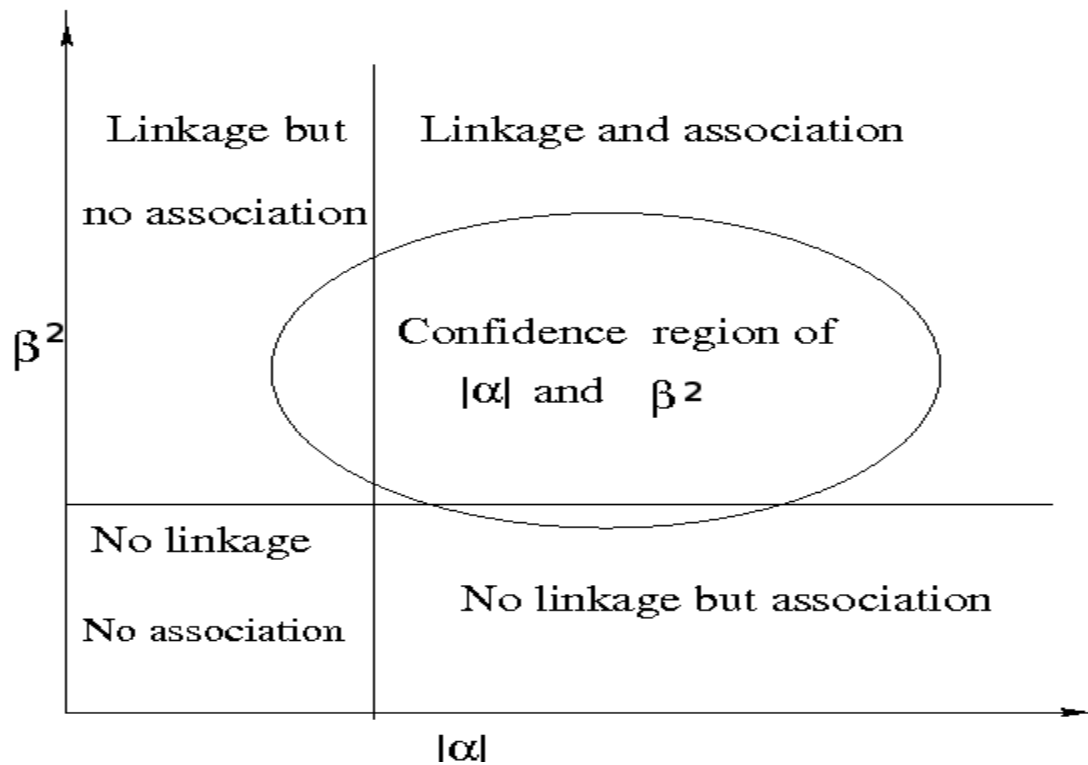 Linkage but
no association
Linkage and association
β²
Confidence region of
|α| and β²
No linkage
No association
No linkage but association
|α|